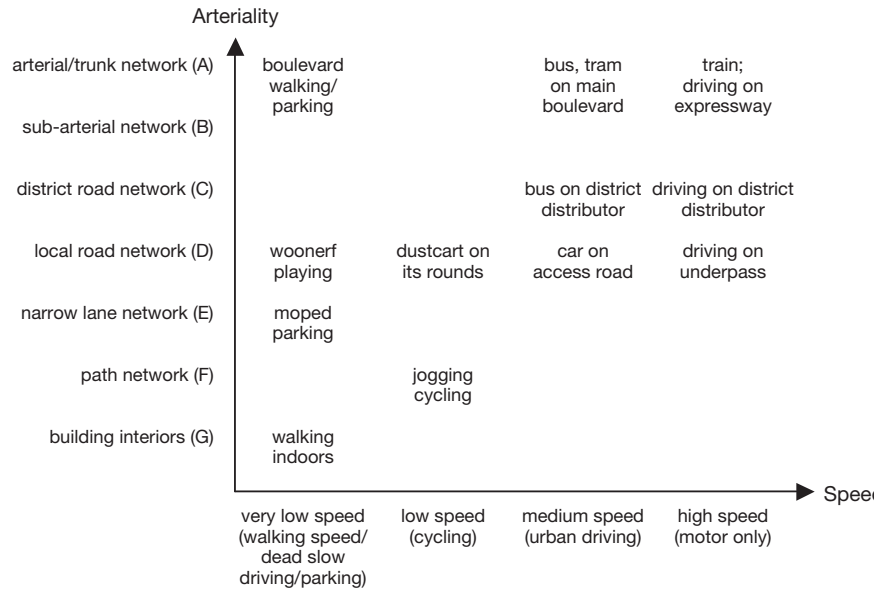 Arteriality
arterial/trunk network (A)
boulevard
walking/
parking
bus, tram
on main
boulevard
train;
driving on
expressway
sub-arterial network (B)
district road network (C)
bus on district
distributor
driving on district
distributor
local road network (D)
woonerf
playing
dustcart on
its rounds
car on
access road
driving on
underpass
narrow lane network (E)
moped
parking
path network (F)
jogging
cycling
building interiors (G)
walking
indoors
Speed
very low speed
(walking speed/
dead slow
driving/parking)
low speed
(cycling)
medium speed
(urban driving)
high speed
(motor only)